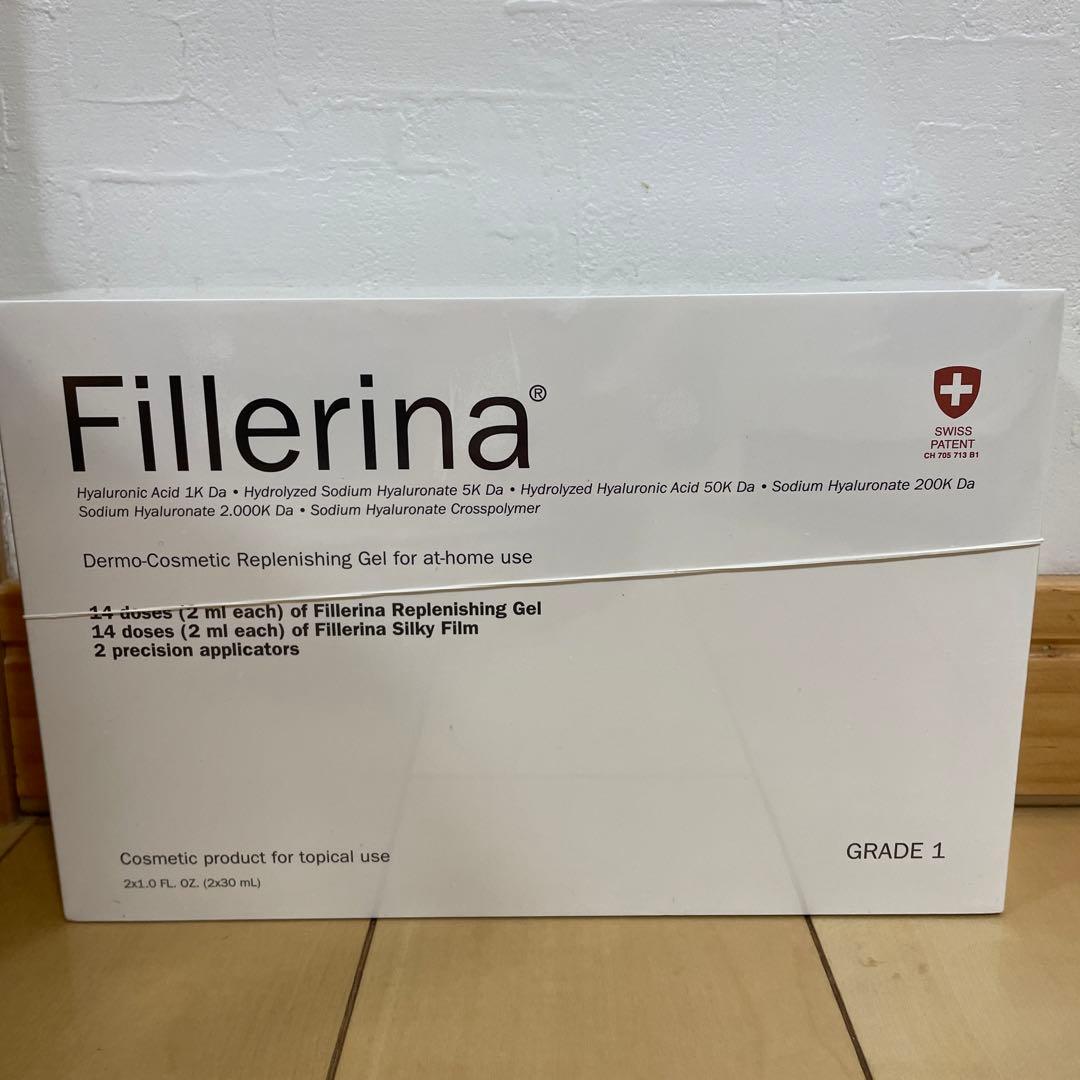 Fillerina®
SWISS
PATENT
CH 705 713 B1
Hyaluronic Acid 1K Da • Hydrolyzed Sodium Hyaluronate 5K Da • Hydrolyzed Hyaluronic Acid 50K Da • Sodium Hyaluronate 200K Da
Sodium Hyaluronate 2.000K Da • Sodium Hyaluronate Crosspolymer
Dermo-Cosmetic Replenishing Gel for at-home use
14 doses (2 ml each) of Fillerina Replenishing Gel
14 doses (2 ml each) of Fillerina Silky Film
2 precision applicators
Cosmetic product for topical use
2x1.0 FL. OZ. (2x30 mL)
GRADE 1